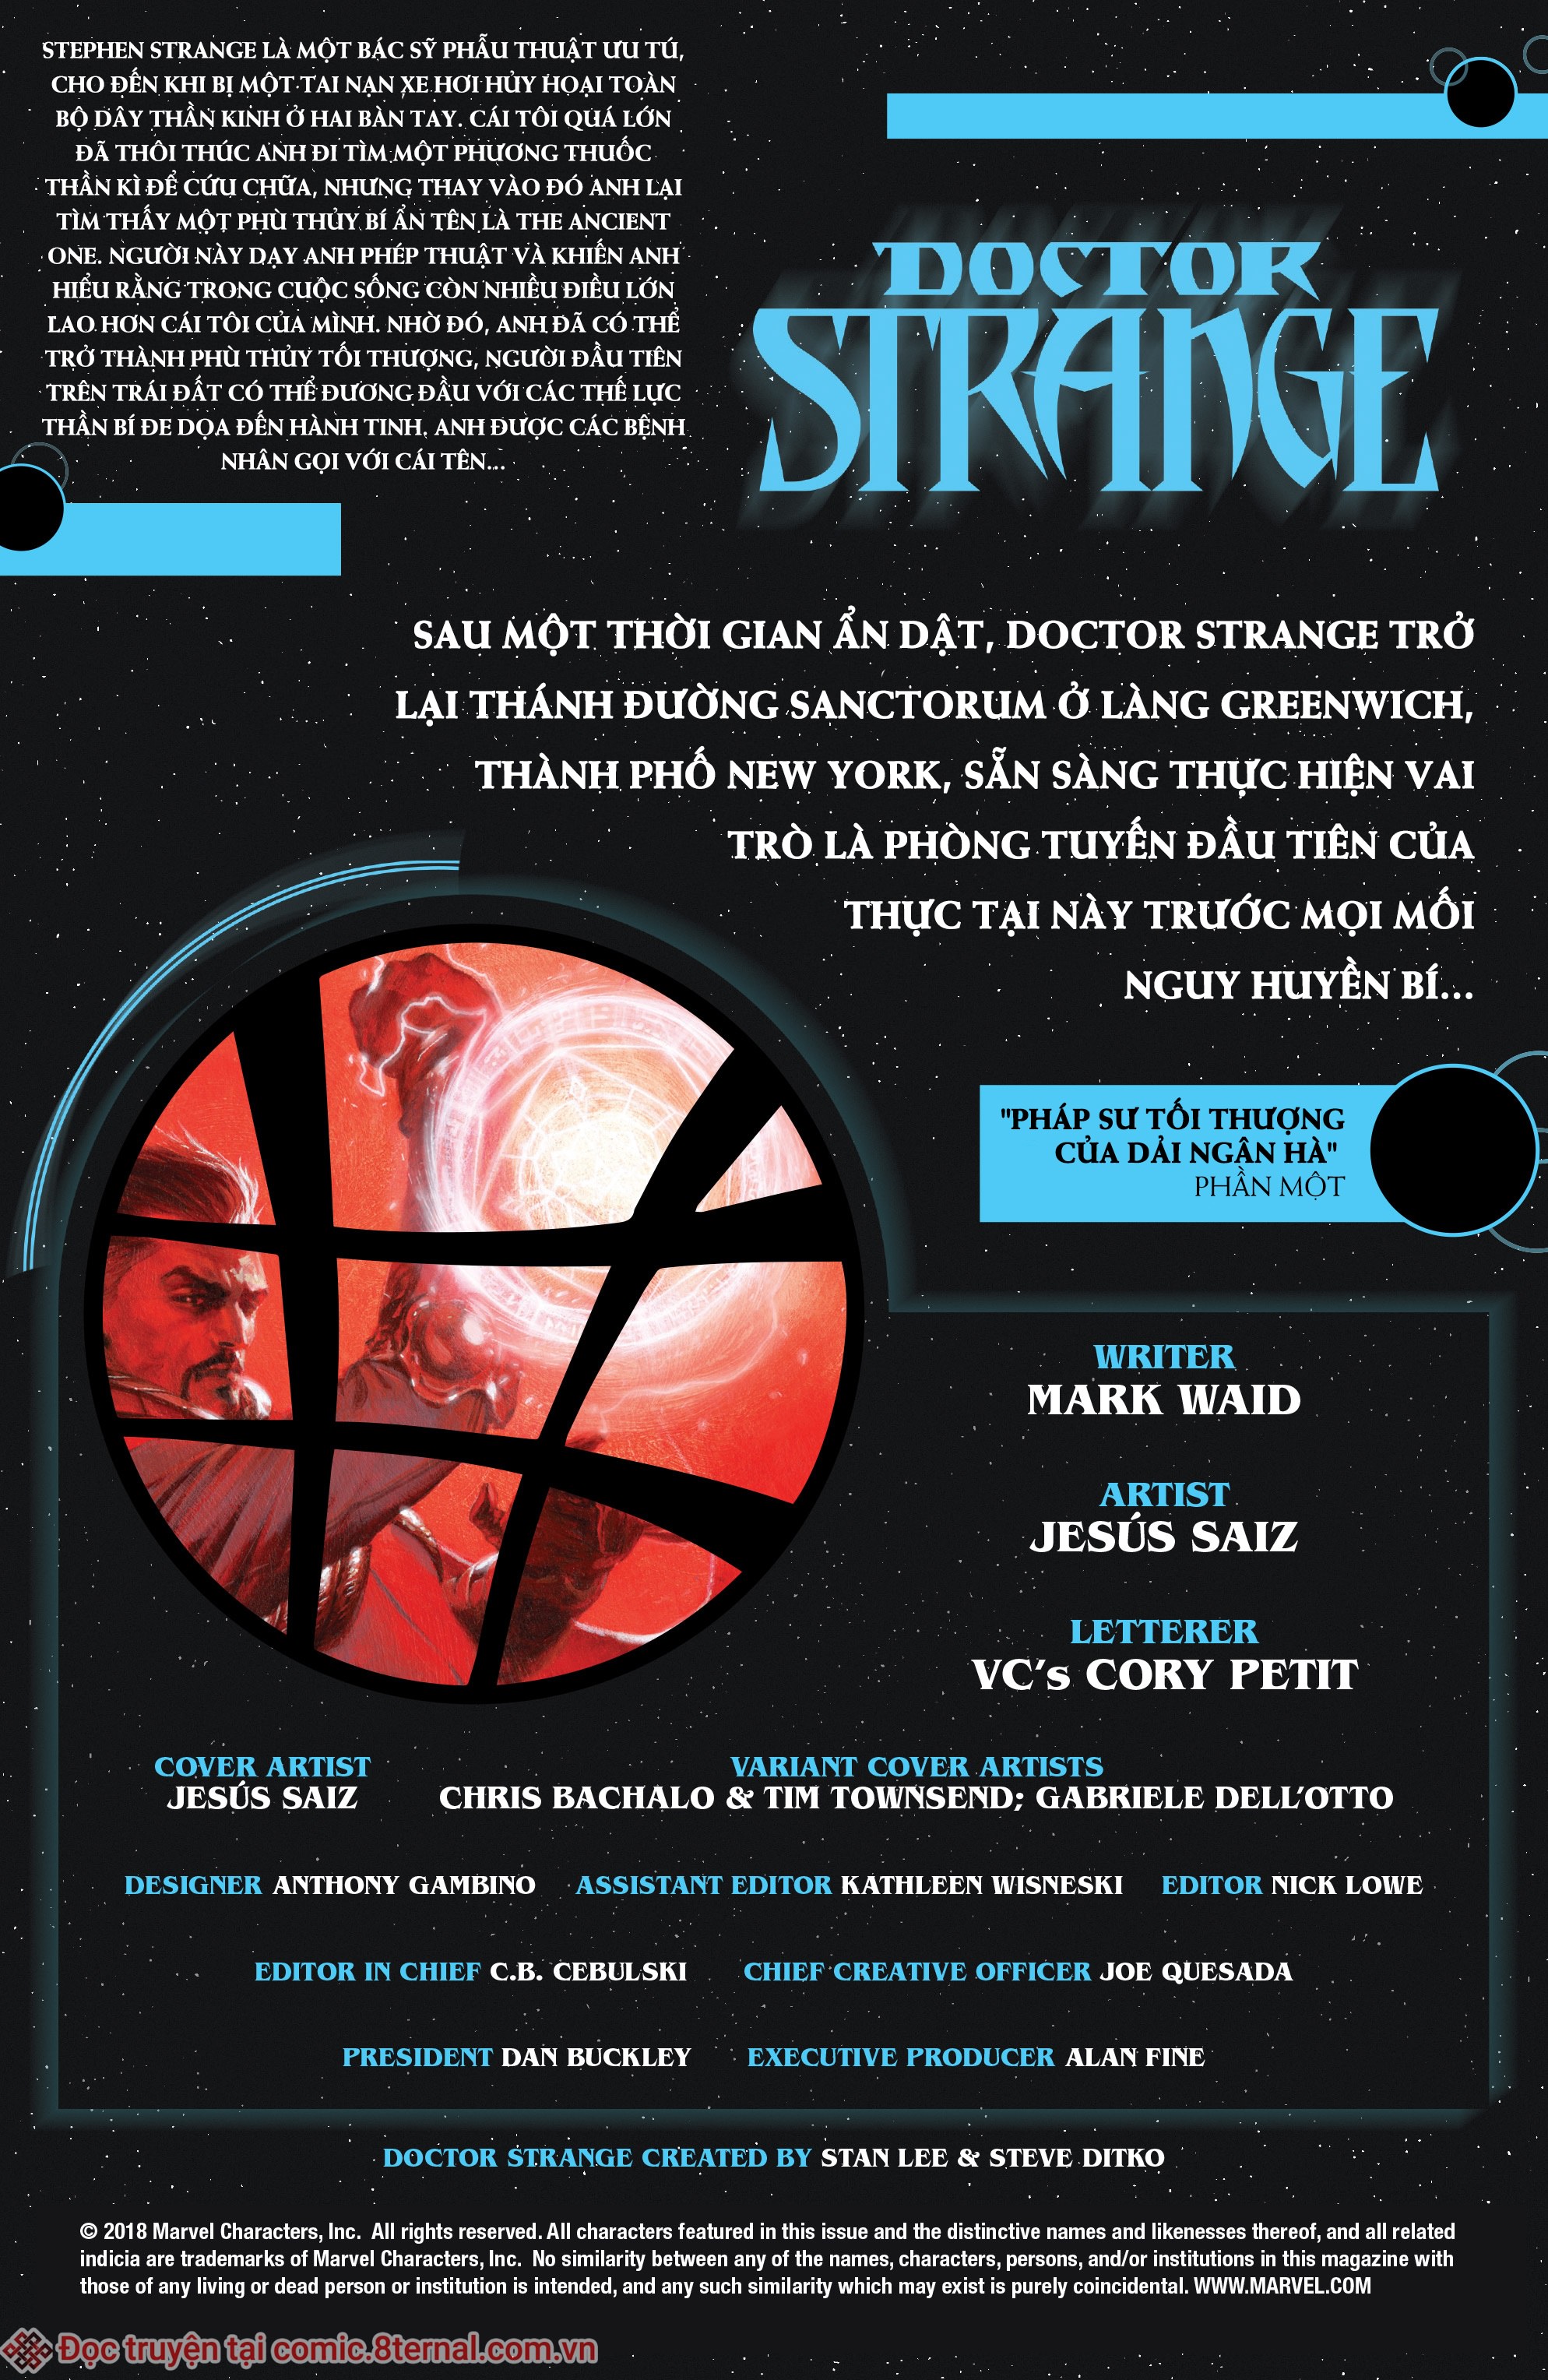 STEPHEN STRANGE LÀ MỘT BÁC SỸ PHẪU THUẬT ƯU TÚ,
CHO ĐẾN KHI BỊ MỘT TAI NẠN XE HƠI HỦY HOẠI TOÀN
BỘ DÂY THẦN KINH Ở HAI BÀN TAY. CÁI TÔI QUÁ LỚN
ĐÃ THÔI THÚC ANH ĐI TÌM MỘT PHƯƠNG THUỐC
THẦN KÌ ĐỂ CỨU CHỮA, NHƯNG THAY VÀO ĐÓ ANH LẠI
TÌM THẤY MỘT PHÙ THỦY BÍ ẨN TÊN LÀ THE ANCIENT
ONE. NGƯỜI NÀY DẠY ANH PHÉP THUẬT VÀ KHIẾN ANH
HIỂU RẰNG TRONG CUỘC SỐNG CÒN NHIỀU ĐIỀU LỚN
LAO HƠN CÁI TÔI CỦA MÌNH. NHỜ ĐÓ, ANH ĐÃ CÓ THỂ
TRỞ THÀNH PHÙ THỦY TỐI THƯỢNG, NGƯỜI ĐẦU TIÊN
TRÊN TRÁI ĐẤT CÓ THỂ ĐƯƠNG ĐẦU VỚI CÁC THẾ LỰC
THẦN BÍ ĐE DỌA ĐẾN HÀNH TINH. ANH ĐƯỢC CÁC BỆNH
NHÂN GỌI VỚI CÁI TÊN...
DOCTOR
STRANGE
SAU MỘT THỜI GIAN ẨN DẬT, DOCTOR STRANGE TRỞ
LẠI THÁNH ĐƯỜNG SANCTORUM Ở LÀNG GREENWICH,
THÀNH PHỐ NEW YORK, SẴN SÀNG THỰC HIỆN VAI
TRÒ LÀ PHÒNG TUYẾN ĐẦU TIÊN CỦA
THỰC TẠI NÀY TRƯỚC MỌI MỐI
NGUY HUYỀN BÍ...
"PHÁP SƯ TỐI THƯỢNG
CỦA DẢI NGÂN HÀ"
PHẦN MỘT
WRITER
MARK WAID
ARTIST
JESÚS SAIZ
LETTERER
VC's CORY PETIT
COVER ARTIST
JESÚS SAIZ
VARIANT COVER ARTISTS
CHRIS BACHALO & TIM TOWNSEND; GABRIELE DELL'OTTO
DESIGNER ANTHONY GAMBINO ASSISTANT EDITOR KATHLEEN WISNESKI EDITOR NICK LOWE
EDITOR IN CHIEF C.B. CEBULSKI CHIEF CREATIVE OFFICER JOE QUESADA
PRESIDENT DAN BUCKLEY EXECUTIVE PRODUCER ALAN FINE
DOCTOR STRANGE CREATED BY STAN LEE & STEVE DITKO
© 2018 Marvel Characters, Inc. All rights reserved. All characters featured in this issue and the distinctive names and likenesses thereof, and all related
indicia are trademarks of Marvel Characters, Inc. No similarity between any of the names, characters, persons, and/or institutions in this magazine with
those of any living or dead person or institution is intended, and any such similarity which may exist is purely coincidental. WWW.MARVEL.COM
Đọc truyện tại comic.8ternal.com.vn